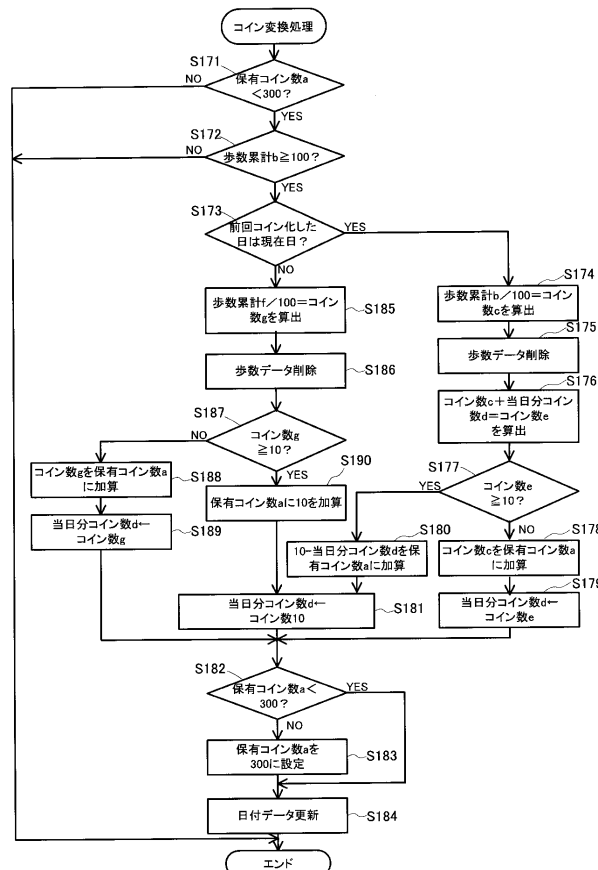 コイン変換処理
S171
保有コイン数a
<300?
NO
YES
S172
歩数累計b≧100?
NO
YES
S173
前回コイン化した
日は現在日?
YES
NO
S174
歩数累計b/100=コイン
数cを算出
S185
歩数累計f/100=コイン
数gを算出
S175
歩数データ削除
S186
歩数データ削除
S176
コイン数c+当日分コイン
数d=コイン数e
を算出
S187
コイン数g
≧10?
NO
YES
S177
コイン数e
≧10?
YES
NO
S188
コイン数gを保有コイン数a
に加算
S190
保有コイン数aに10を加算
S189
当日分コイン数d←
コイン数g
S180
10-当日分コイン数dを保
有コイン数aに加算
S178
コイン数cを保有コイン数a
に加算
S181
当日分コイン数d←
コイン数10
S179
当日分コイン数d←
コイン数e
S182
保有コイン数a<
300?
YES
NO
S183
保有コイン数aを
300に設定
S184
日付データ更新
エンド